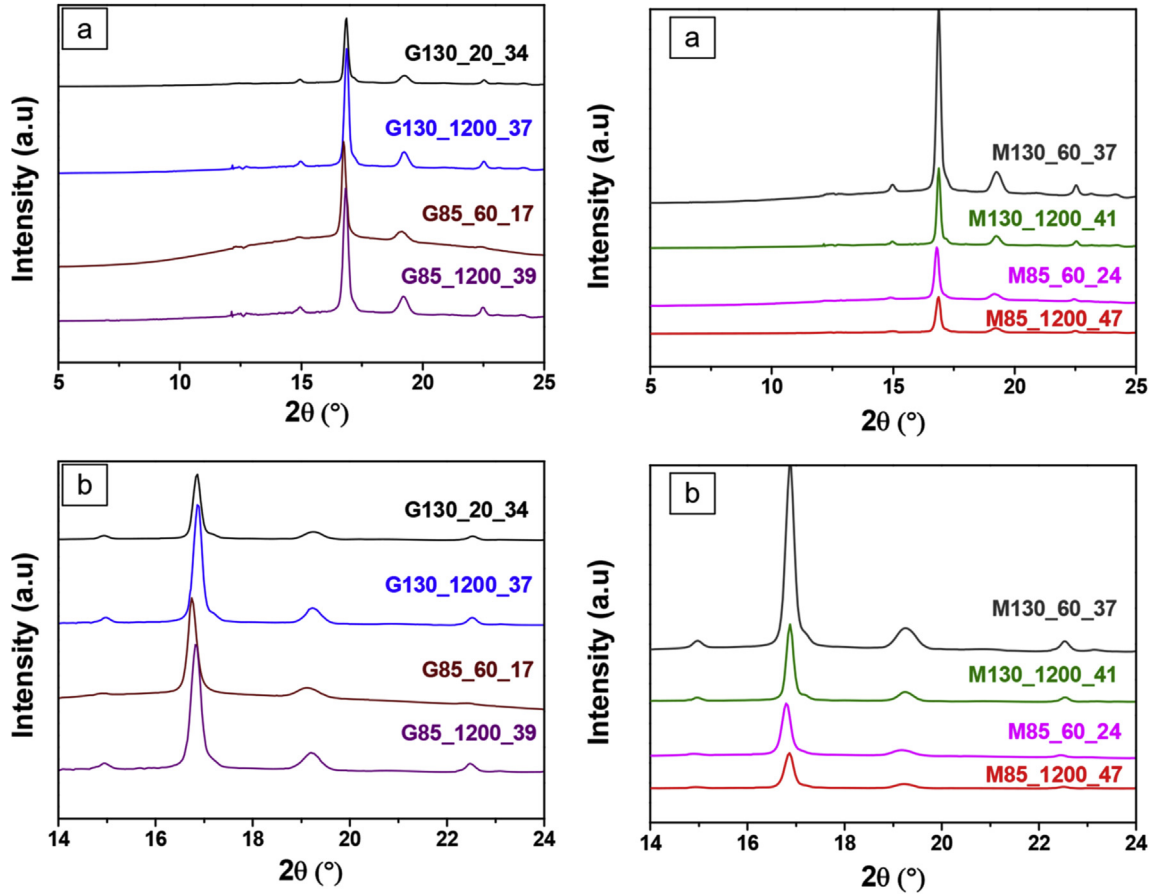 a
G130_20_34
G130_1200_37
G85_60_17
G85_1200_39
Intensity (a.u)
5 10 15 20 25
2θ (°)
a
M130_60_37
M130_1200_41
M85_60_24
M85_1200_47
Intensity (a.u)
5 10 15 20 25
2θ (°)
b
G130_20_34
G130_1200_37
G85_60_17
G85_1200_39
Intensity (a.u)
14 16 18 20 22 24
2θ (°)
b
M130_60_37
M130_1200_41
M85_60_24
M85_1200_47
Intensity (a.u)
14 16 18 20 22 24
2θ (°)